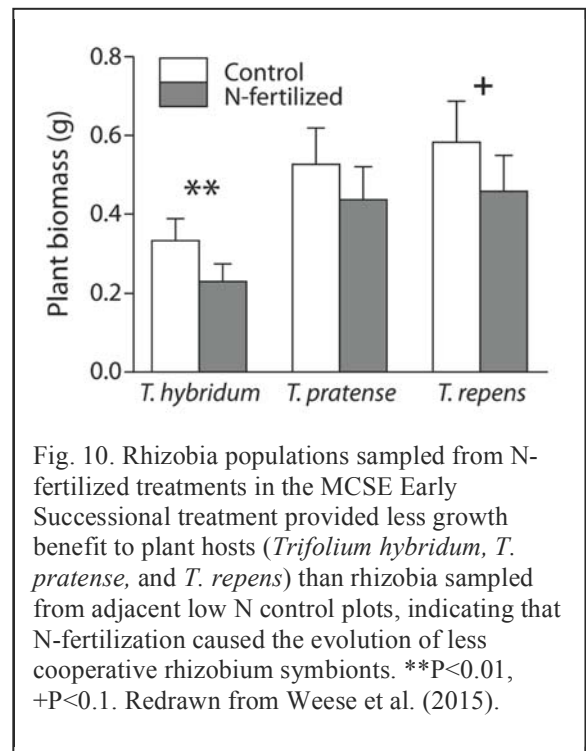 0.8
Control
N-fertilized
+
0.6
**
0.4
Plant biomass (g)
0.2
0.0
T. hybridum T. pratense T. repens
Fig. 10. Rhizobia populations sampled from N-
fertilized treatments in the MCSE Early
Successional treatment provided less growth
benefit to plant hosts (Trifolium hybridum, T.
pratense, and T. repens) than rhizobia sampled
from adjacent low N control plots, indicating that
N-fertilization caused the evolution of less
cooperative rhizobium symbionts. **P<0.01,
+P<0.1. Redrawn from Weese et al. (2015).